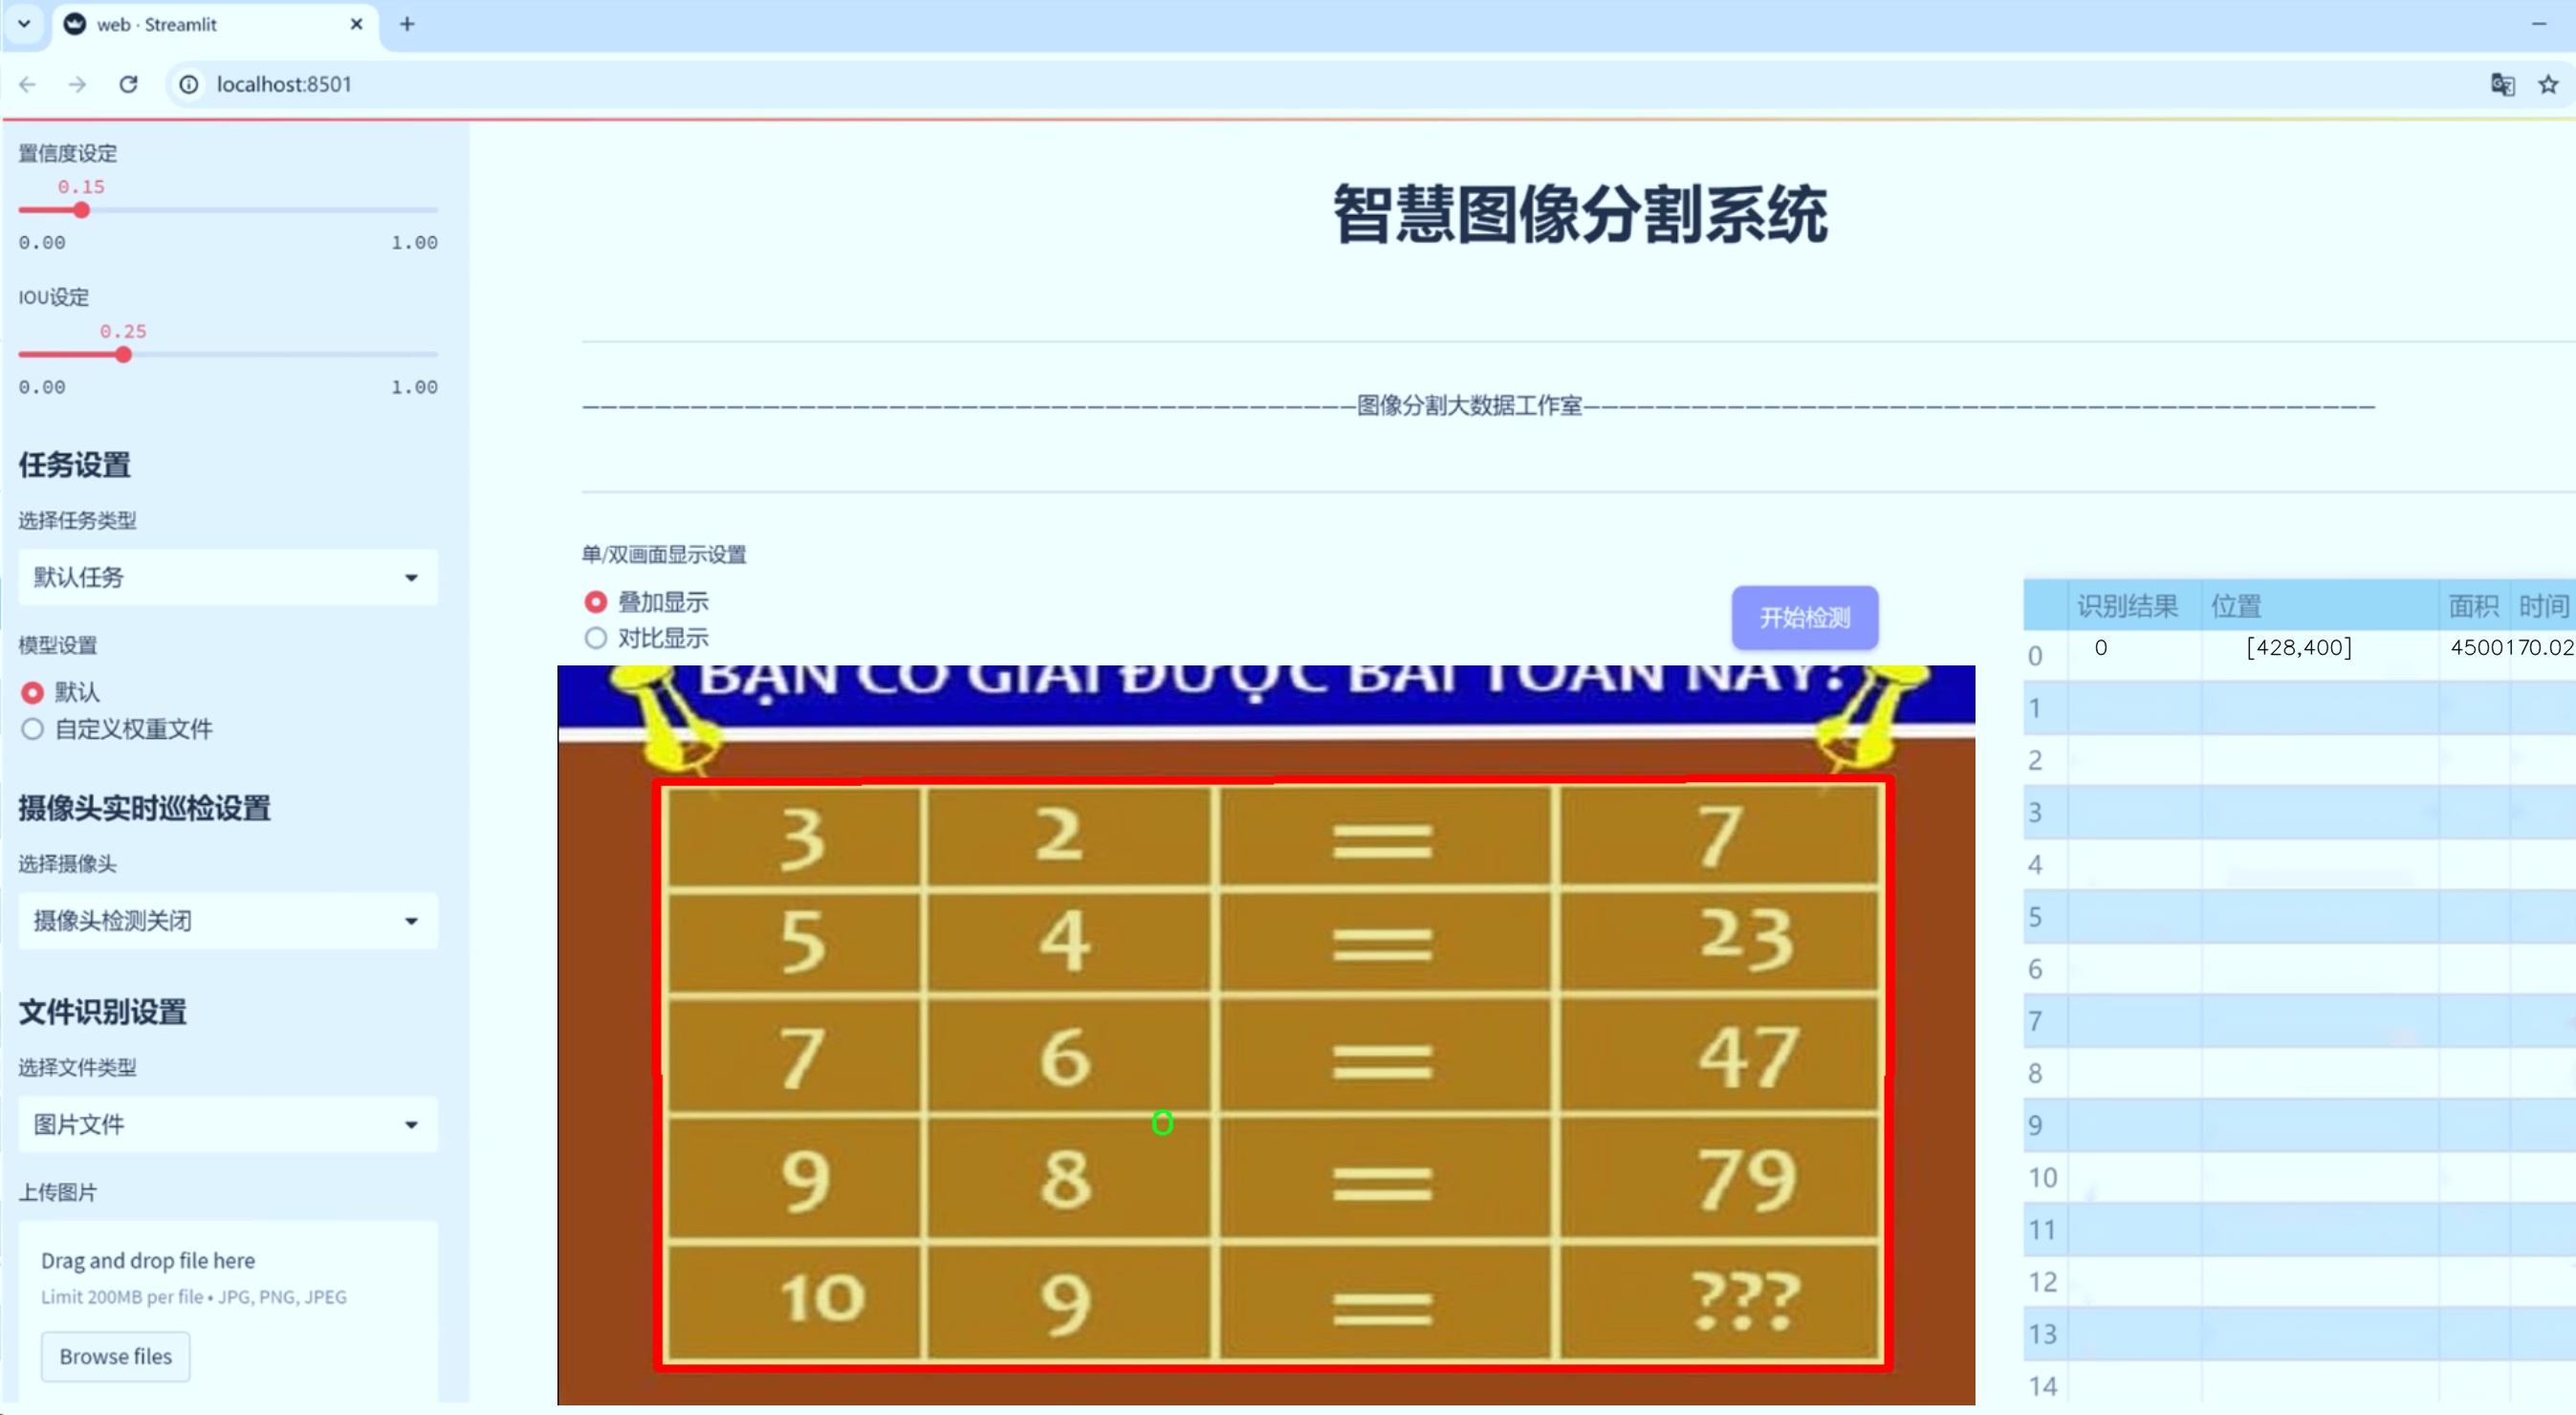 web · Streamlit
localhost:8501
置信度设定
0.15
0.00 1.00
IOU设定
0.25
0.00 1.00
任务设置
选择任务类型
默认任务
模型设置
默认
自定义权重文件
摄像头实时巡检设置
选择摄像头
摄像头检测关闭
文件识别设置
选择文件类型
图片文件
上传图片
Drag and drop file here
Limit 200MB per file • JPG, PNG, JPEG
Browse files
智慧图像分割系统
图像分割大数据工作室
单/双画面显示设置
叠加显示
对比显示
开始检测
BẠN CÓ GIẢI ĐƯỢC BÀI TOÁN NÀY?
3 2 = 7
5 4 = 23
7 6 = 47
0
9 8 = 79
10 9 = ???
识别结果 位置 面积 时间
0 0 [428,400] 4500170.02
1
2
3
4
5
6
7
8
9
10
11
12
13
14